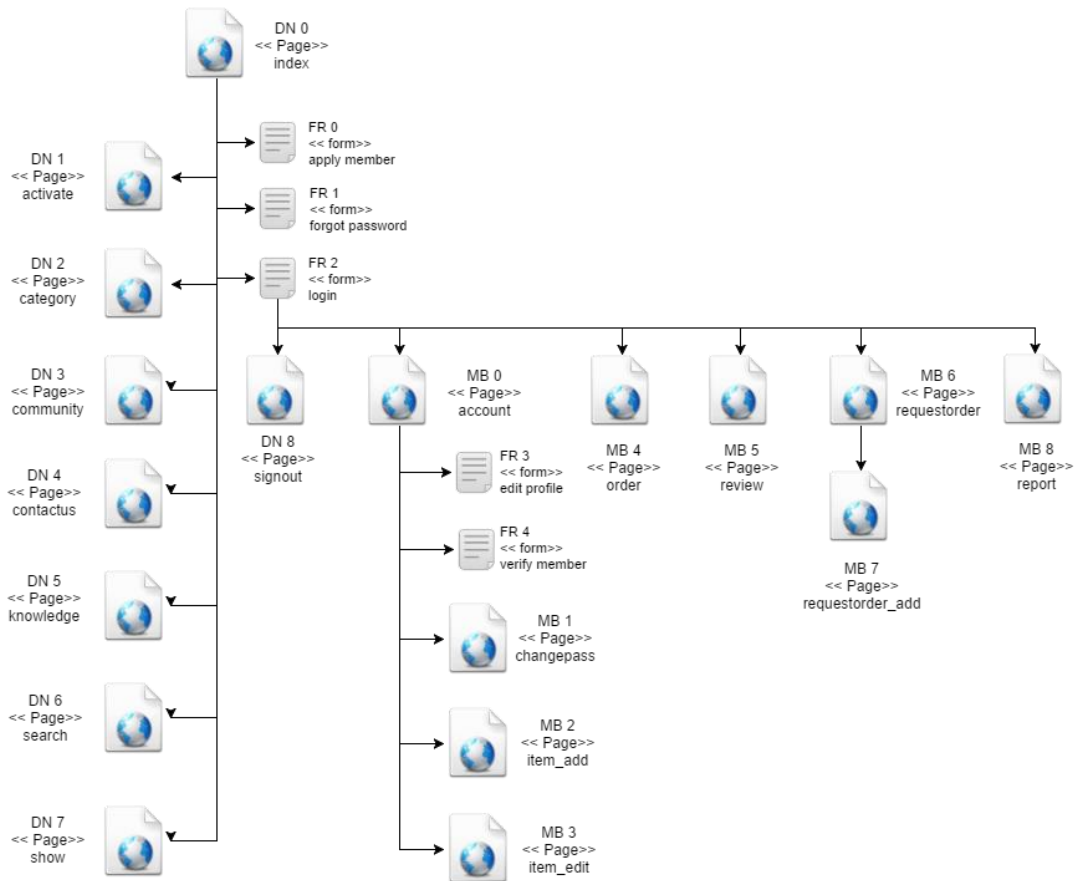 DN 0
<< Page>>
index
FR 0
<< form>>
apply member
DN 1
<< Page>>
activate
FR 1
<< form>>
forgot password
DN 2
<< Page>>
category
FR 2
<< form>>
login
DN 3
<< Page>>
community
DN 8
<< Page>>
signout
MB 0
<< Page>>
account
MB 4
<< Page>>
order
MB 5
<< Page>>
review
MB 6
<< Page>>
requestorder
MB 8
<< Page>>
report
DN 4
<< Page>>
contactus
FR 3
<< form>>
edit profile
FR 4
<< form>>
verify member
MB 7
<< Page>>
requestorder_add
DN 5
<< Page>>
knowledge
MB 1
<< Page>>
changepass
DN 6
<< Page>>
search
MB 2
<< Page>>
item_add
DN 7
<< Page>>
show
MB 3
<< Page>>
item_edit